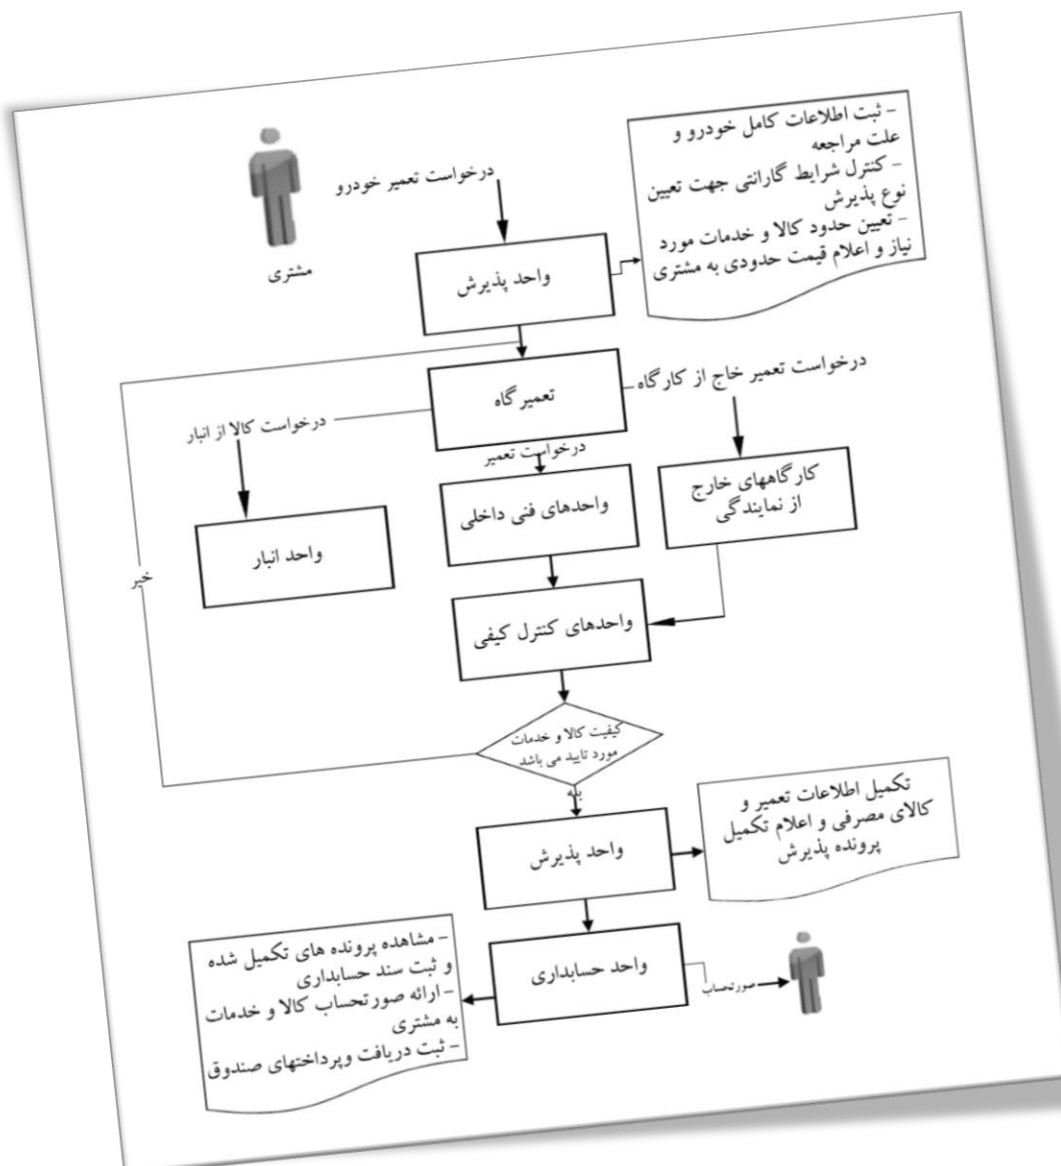 درخواست تعمیر خودرو
مشتری
– ثبت اطلاعات کامل خودرو و
علت مراجعه
– کنترل شرایط گارانتی جهت تعیین
نوع پذیرش
– تعیین حدود کالا و خدمات مورد
نیاز و اعلام قیمت حدودی به مشتری
واحد پذیرش
تعمیرگاه
درخواست تعمیر خاج از کارگاه
درخواست کالا از انبار
درخواست تعمیر
کارگاههای خارج
از نمایندگی
واحدهای فنی داخلی
واحد انبار
خیر
واحدهای کنترل کیفی
کیفیت کالا و خدمات
مورد تایید می باشد
بله
تکمیل اطلاعات تعمیر و
کالای مصرفی و اعلام تکمیل
پرونده پذیرش
واحد پذیرش
واحد حسابداری
صورتحساب
– مشاهده پرونده های تکمیل شده
و ثبت سند حسابداری
– ارائه صورتحساب کالا و خدمات
به مشتری
– ثبت دریافت وپرداختهای صندوق